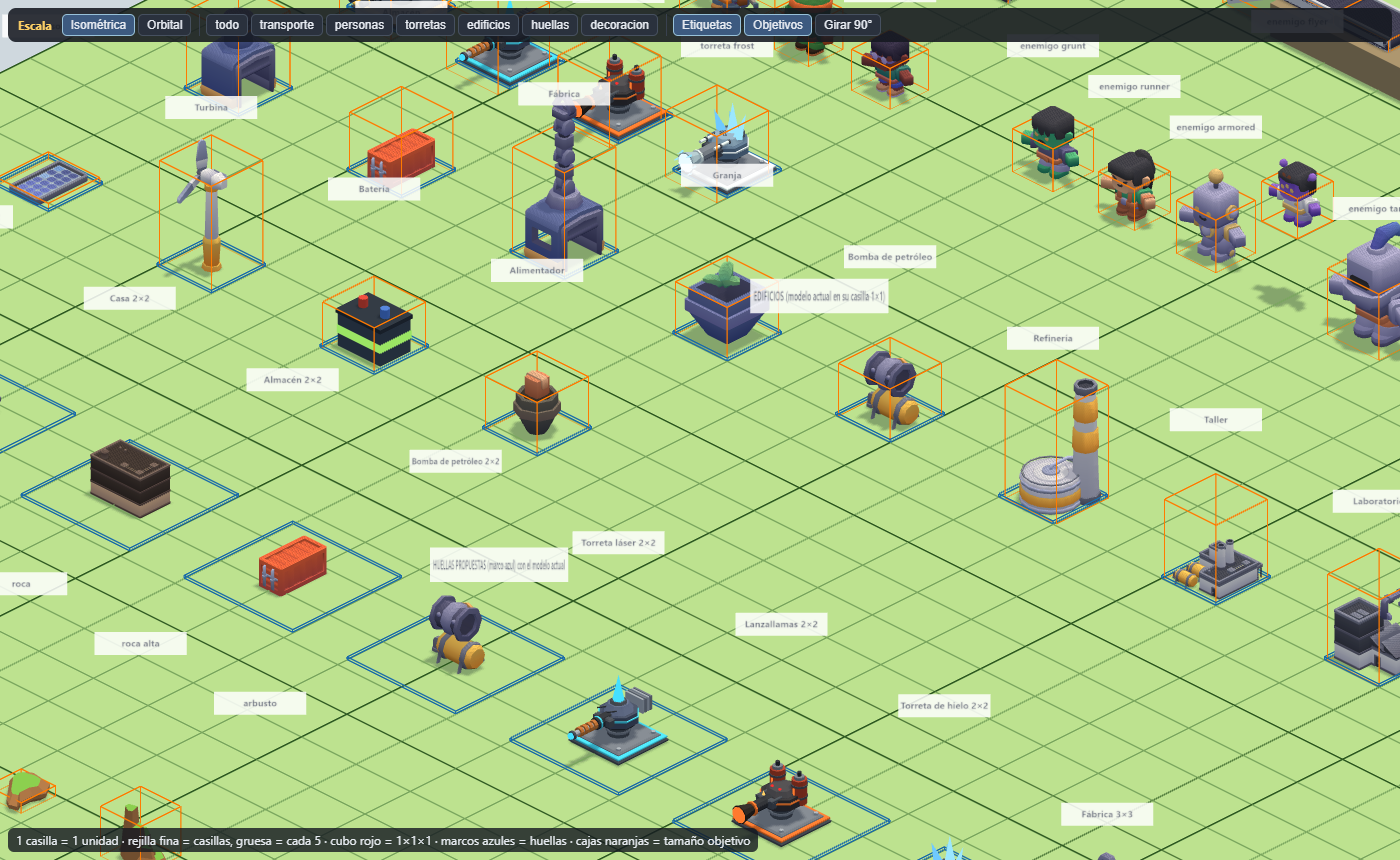 Escala Isométrica Orbital todo transporte personas torretas edificios huellas decoracion Etiquetas Objetivos Girar 90°
torreta frost
enemigo grunt
enemigo runner
Fábrica
Turbina
enemigo armored
Granja
Batería
Bomba de petróleo
Alimentador
Casa 2×2
EDIFICIOS (modelo actual en su casilla 1×1)
Refinería
Almacén 2×2
Taller
Bomba de petróleo 2×2
Torreta láser 2×2
HUELLAS PROPUESTAS (marco azul) con el modelo actual
roca
Lanzallamas 2×2
roca alta
arbusto
Torreta de hielo 2×2
Fábrica 3×3
1 casilla = 1 unidad · rejilla fina = casillas, gruesa = cada 5 · cubo rojo = 1×1×1 · marcos azules = huellas · cajas naranjas = tamaño objetivo